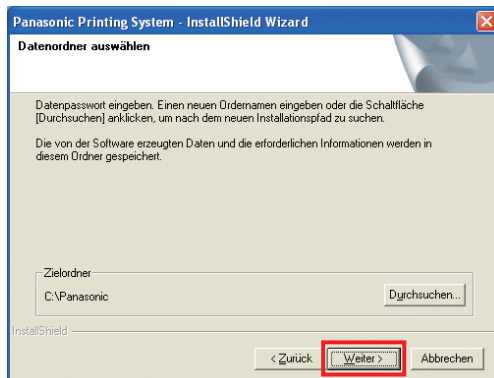 Panasonic Printing System - InstallShield Wizard
Datenordner auswählen
Datenpasswort eingeben. Einen neuen Ordernamen eingeben oder die Schaltfläche
[Durchsuchen] anklicken, um nach dem neuen Installationspfad zu suchen.
Die von der Software erzeugten Daten und die erforderlichen Informationen werden in
diesem Ordner gespeichert.
Zielordner
C:\Panasonic
Durchsuchen...
InstallShield
< Zurück Weiter > Abbrechen